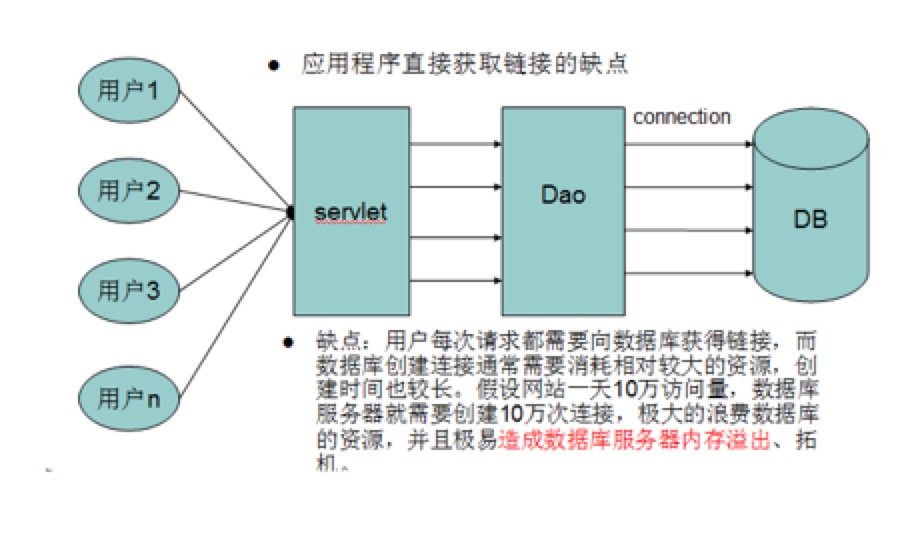 应用程序直接获取链接的缺点
用户1
用户2
用户3
用户n
servlet
Dao
connection
DB
缺点：用户每次请求都需要向数据库获得链接，而
数据库创建连接通常需要消耗相对较大的资源，创
建时间也较长。假设网站一天10万访问量，数据库
服务器就需要创建10万次连接，极大的浪费数据库
的资源，并且极易造成数据库服务器内存溢出、拓
机。